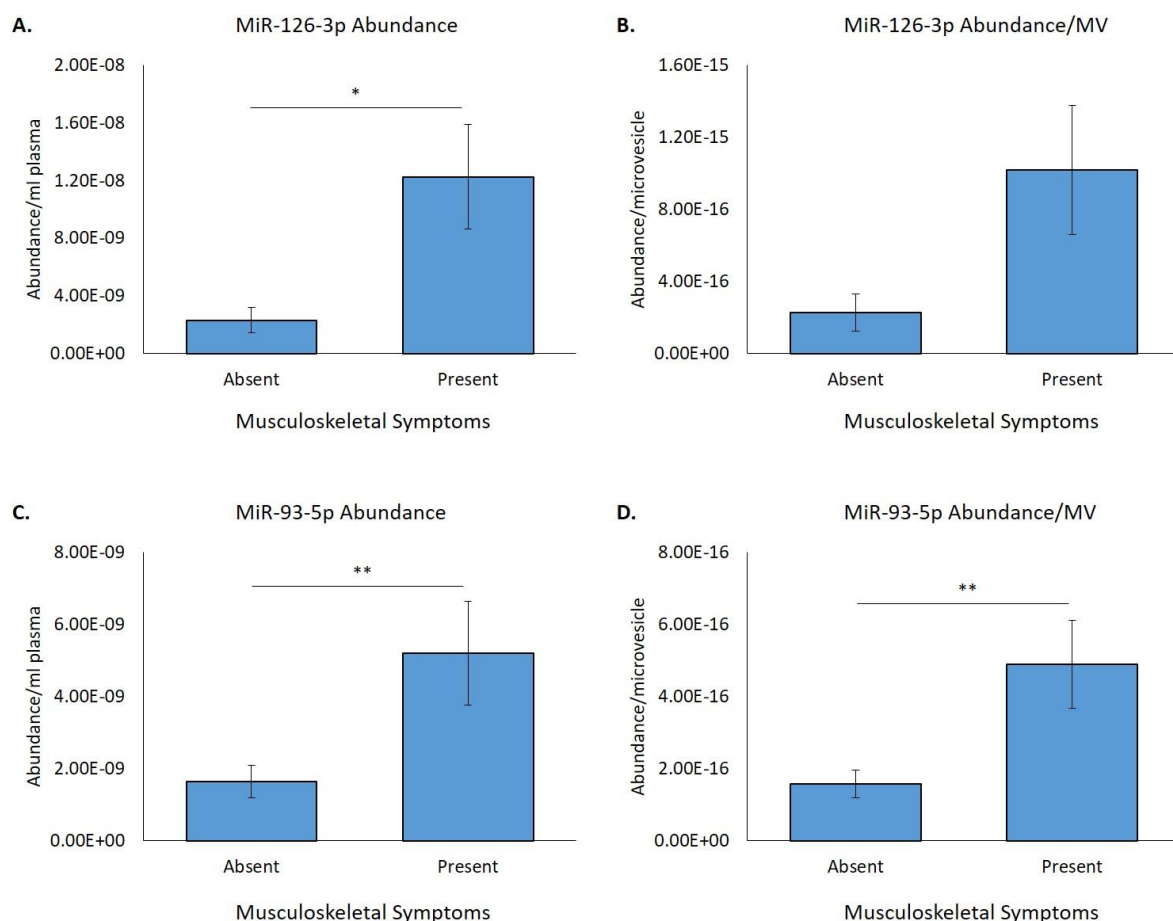 A. MiR-126-3p Abundance
2.00E-08
1.60E-08
1.20E-08
8.00E-09
4.00E-09
0.00E+00
Abundance/ml plasma
*
Absent Present
Musculoskeletal Symptoms
B. MiR-126-3p Abundance/MV
1.60E-15
1.20E-15
8.00E-16
4.00E-16
0.00E+00
Abundance/microvesicle
Absent Present
Musculoskeletal Symptoms
C. MiR-93-5p Abundance
8.00E-09
6.00E-09
4.00E-09
2.00E-09
0.00E+00
Abundance/ml plasma
**
Absent Present
Musculoskeletal Symptoms
D. MiR-93-5p Abundance/MV
8.00E-16
6.00E-16
4.00E-16
2.00E-16
0.00E+00
Abundance/microvesicle
**
Absent Present
Musculoskeletal Symptoms